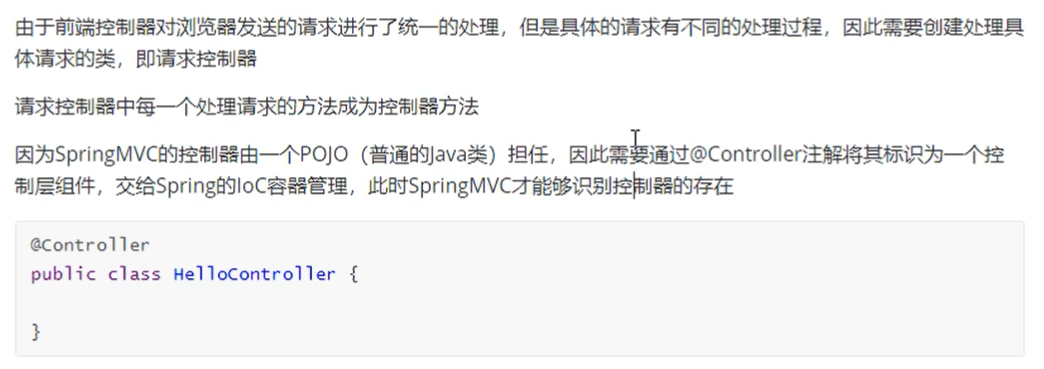 由于前端控制器对浏览器发送的请求进行了统一的处理，但是具体的请求有不同的处理过程，因此需要创建处理具
体请求的类，即请求控制器
请求控制器中每一个处理请求的方法成为控制器方法
因为SpringMVC的控制器由一个POJO（普通的Java类）担任，因此需要通过@Controller注解将其标识为一个控
制层组件，交给Spring的IoC容器管理，此时SpringMVC才能够识别控制器的存在
@Controller
public class HelloController {
}